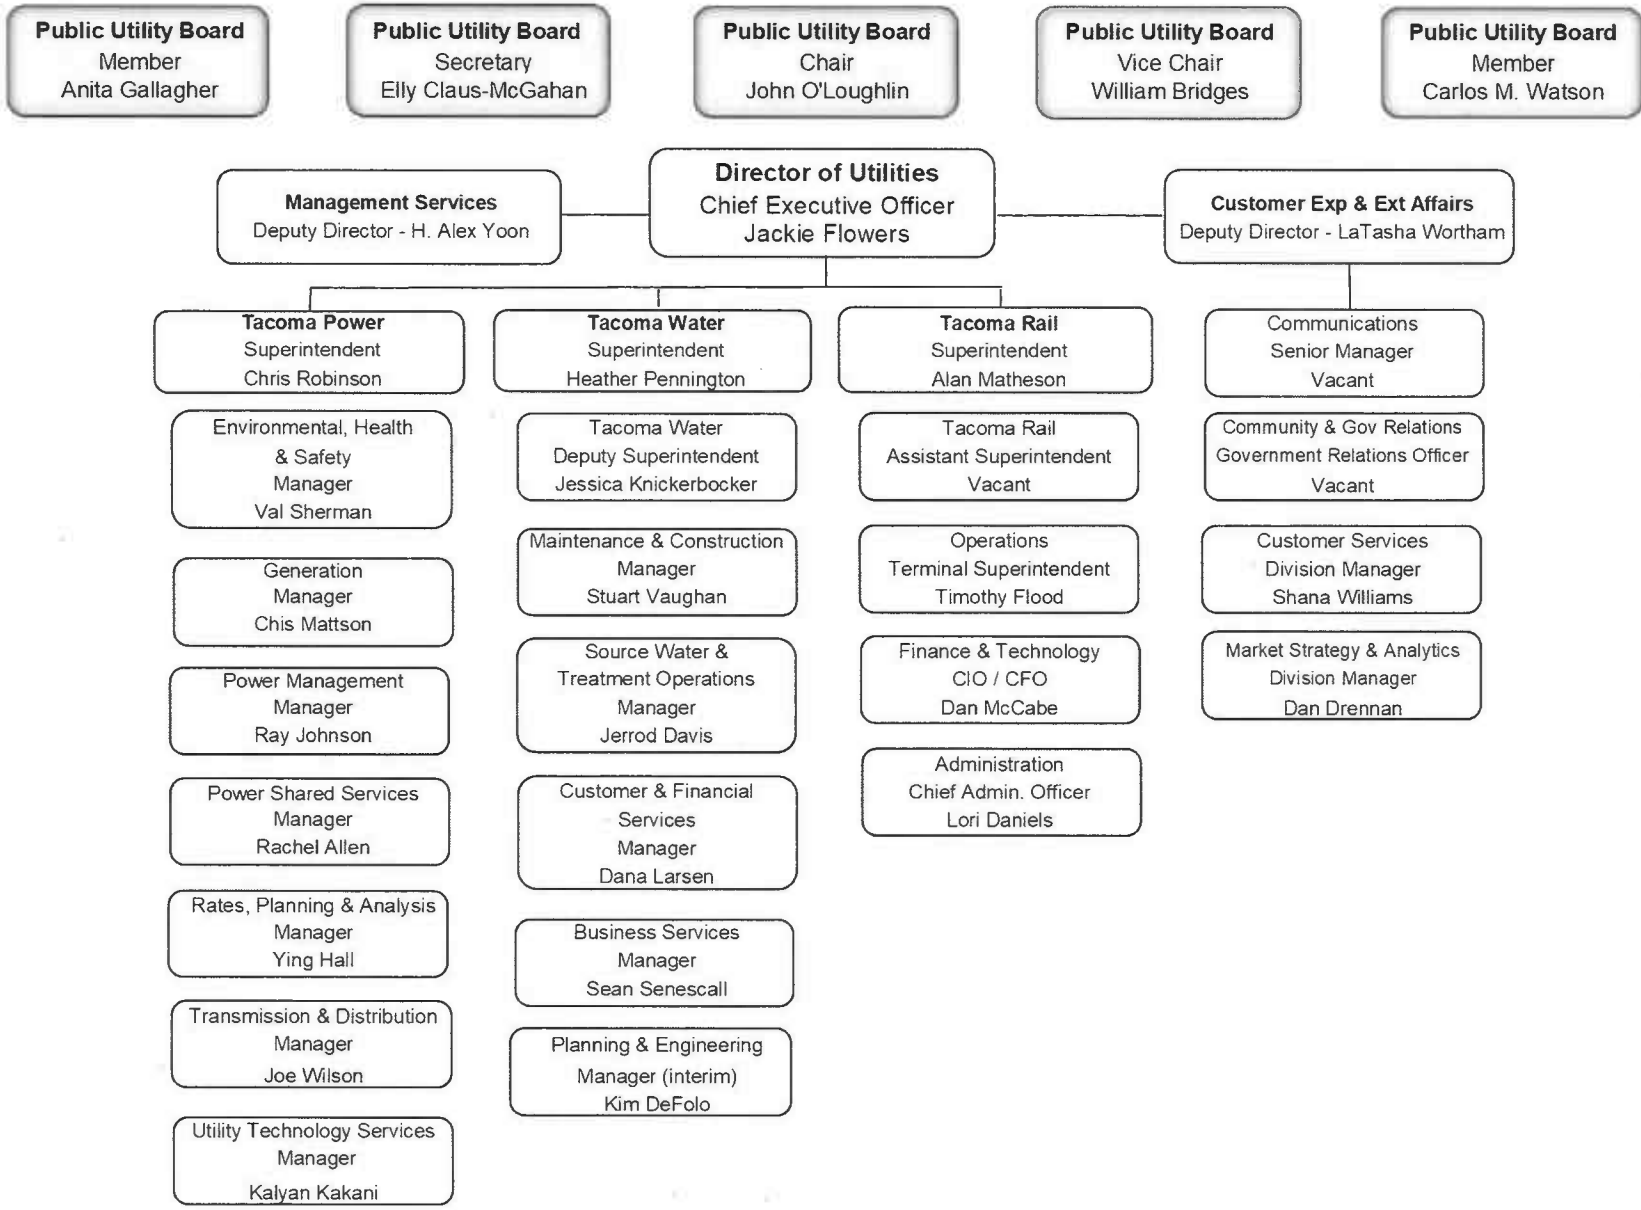 Public Utility Board
Member
Anita Gallagher
Public Utility Board
Secretary
Elly Claus-McGahan
Public Utility Board
Chair
John O'Loughlin
Public Utility Board
Vice Chair
William Bridges
Public Utility Board
Member
Carlos M. Watson
Management Services
Deputy Director - H. Alex Yoon
Director of Utilities
Chief Executive Officer
Jackie Flowers
Customer Exp & Ext Affairs
Deputy Director - LaTasha Wortham
Tacoma Power
Superintendent
Chris Robinson
Environmental, Health
& Safety
Manager
Val Sherman
Generation
Manager
Chis Mattson
Power Management
Manager
Ray Johnson
Power Shared Services
Manager
Rachel Allen
Rates, Planning & Analysis
Manager
Ying Hall
Transmission & Distribution
Manager
Joe Wilson
Utility Technology Services
Manager
Kalyan Kakani
Tacoma Water
Superintendent
Heather Pennington
Tacoma Water
Deputy Superintendent
Jessica Knickerbocker
Maintenance & Construction
Manager
Stuart Vaughan
Source Water &
Treatment Operations
Manager
Jerrod Davis
Customer & Financial
Services
Manager
Dana Larsen
Business Services
Manager
Sean Senescall
Planning & Engineering
Manager (interim)
Kim DeFolo
Tacoma Rail
Superintendent
Alan Matheson
Tacoma Rail
Assistant Superintendent
Vacant
Operations
Terminal Superintendent
Timothy Flood
Finance & Technology
CIO / CFO
Dan McCabe
Administration
Chief Admin. Officer
Lori Daniels
Communications
Senior Manager
Vacant
Community & Gov Relations
Government Relations Officer
Vacant
Customer Services
Division Manager
Shana Williams
Market Strategy & Analytics
Division Manager
Dan Drennan